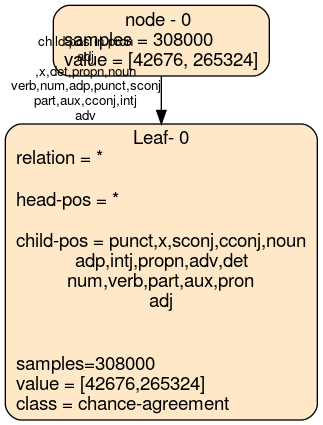 node - 0
samples = 308000
value = [42676, 265324]
child-pos in pron
adj
,x,det,propn,noun
verb,num,adp,punct,sconj
part,aux,cconj,intj
adv
Leaf- 0
relation = *
head-pos = *
child-pos = punct,x,sconj,cconj,noun
adp,intj,propn,adv,det
num,verb,part,aux,pron
adj
samples=308000
value = [42676,265324]
class = chance-agreement